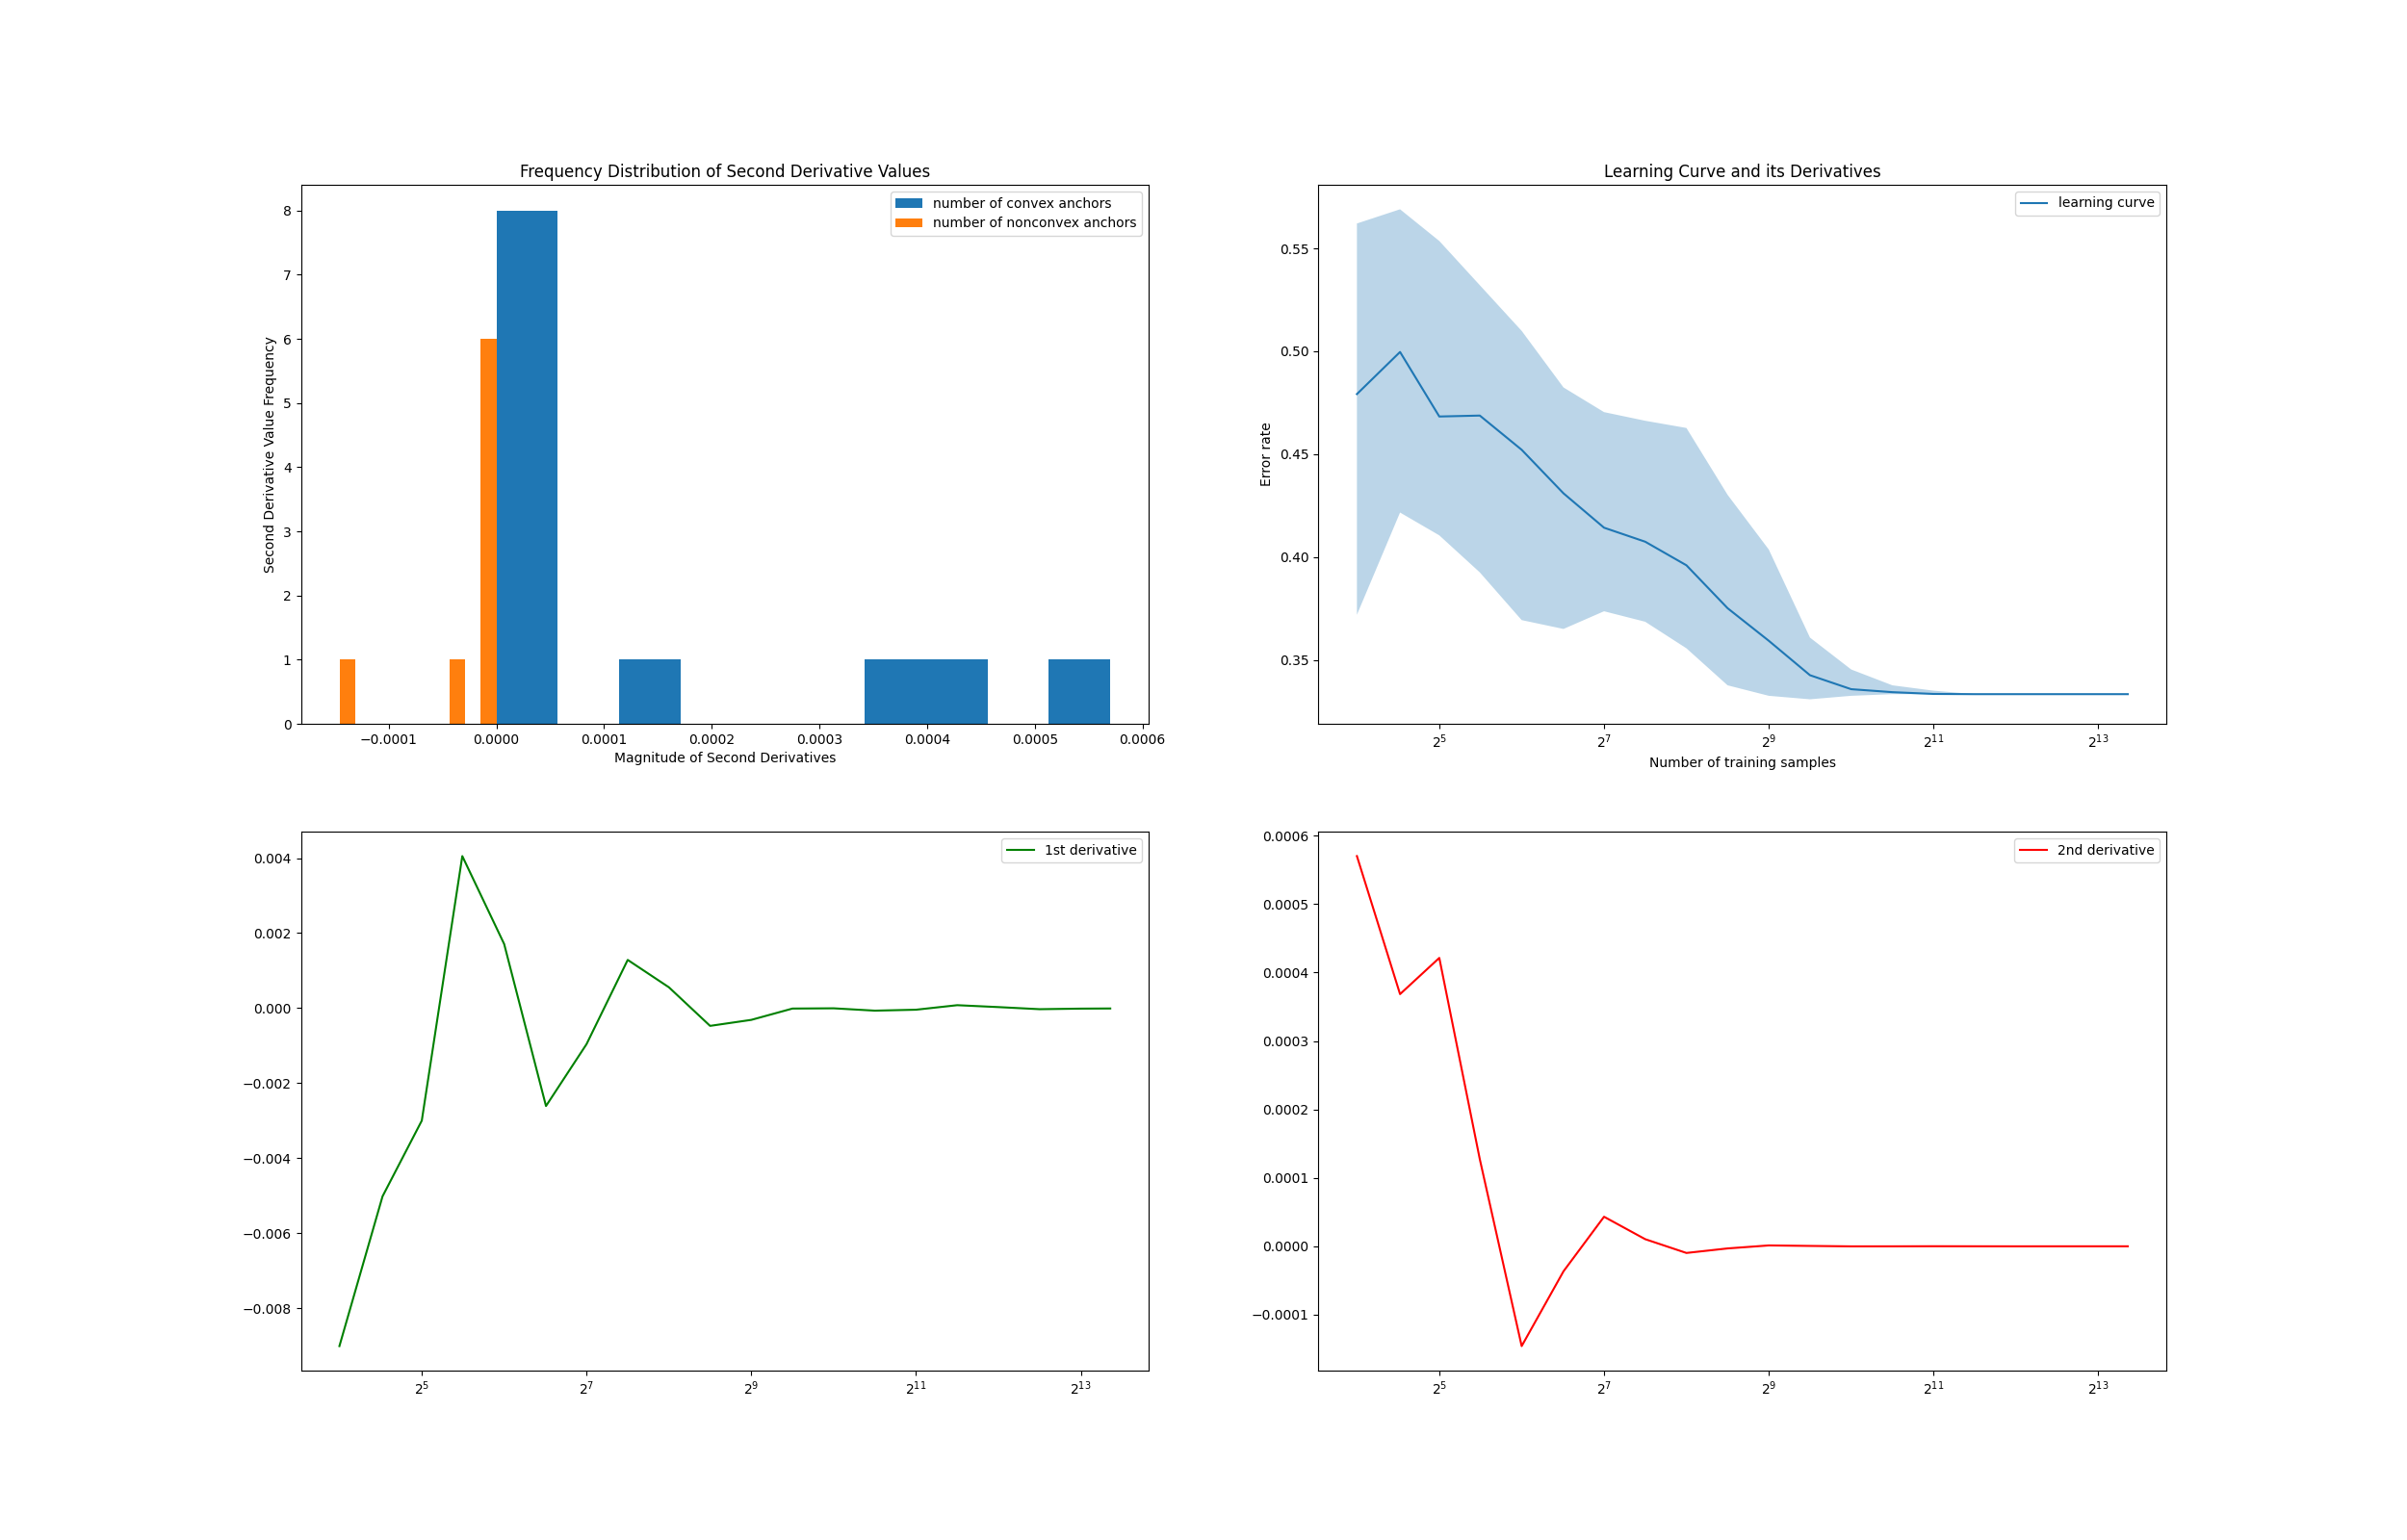 Frequency Distribution of Second Derivative Values
number of convex anchors
number of nonconvex anchors
8
7
6
5
4
3
2
1
0
Second Derivative Value Frequency
−0.0001 0.0000 0.0001 0.0002 0.0003 0.0004 0.0005 0.0006
Magnitude of Second Derivatives
Learning Curve and its Derivatives
learning curve
0.55
0.50
0.45
0.40
0.35
Error rate
2^5 2^7 2^9 2^11 2^13
Number of training samples
1st derivative
0.004
0.002
0.000
−0.002
−0.004
−0.006
−0.008
2^5 2^7 2^9 2^11 2^13
2nd derivative
0.0006
0.0005
0.0004
0.0003
0.0002
0.0001
0.0000
−0.0001
2^5 2^7 2^9 2^11 2^13